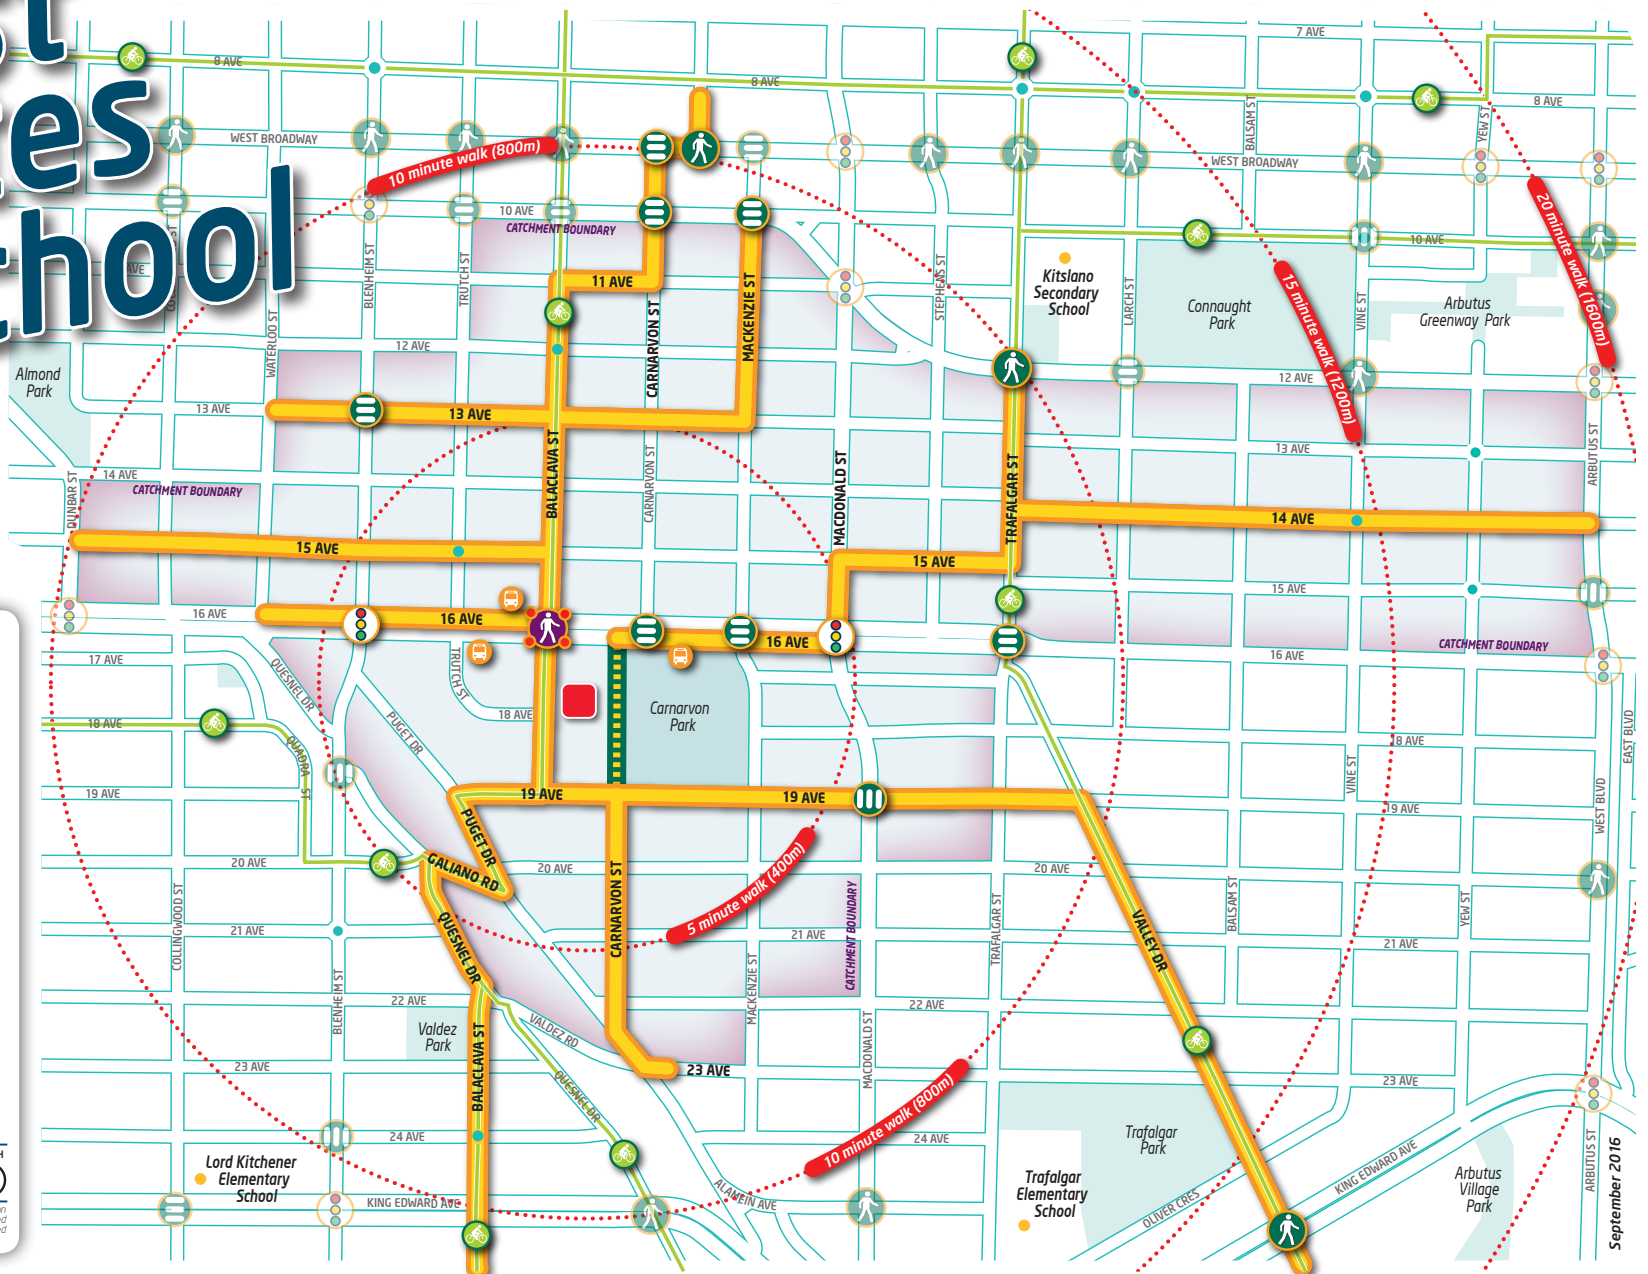 st
tes
chool
7 AVE
8 AVE
8 AVE
8 AVE
WEST BROADWAY
WEST BROADWAY
BALSAM ST
YEW ST
10 minute walk (800m)
10 AVE
10 AVE
CATCHMENT BOUNDARY
20 minute walk (1600m)
15 minute walk (1200m)
Kitslano
Secondary
School
Connaught
Park
Arbutus
Greenway Park
LARCH ST
VINE ST
STEPHENS ST
BLENHEIM ST
TRUTCH ST
WATERLOO ST
AVE
11 AVE
CARNARVON ST
MACKENZIE ST
12 AVE
12 AVE
Almond
Park
13 AVE
13 AVE
13 AVE
14 AVE
CATCHMENT BOUNDARY
DUNBAR ST
BALACLAVA ST
CARNARVON ST
MACDONALD ST
TRAFALGAR ST
ARBUTUS ST
14 AVE
15 AVE
15 AVE
15 AVE
16 AVE
16 AVE
16 AVE
16 AVE
CATCHMENT BOUNDARY
17 AVE
QUESNEL DR
TRUTCH ST
18 AVE
18 AVE
18 AVE
PUGET DR
QUADRA ST
Carnarvon
Park
EAST BLVD
WEST BLVD
VINE ST
19 AVE
19 AVE
19 AVE
19 AVE
PUGET DR
GALIANO RD
20 AVE
20 AVE
20 AVE
5 minute walk (400m)
COLLINGWOOD ST
CARNARVON ST
CATCHMENT BOUNDARY
TRAFALGAR ST
BALSAM ST
YEW ST
VALLEY DR
QUESNEL DR
21 AVE
21 AVE
21 AVE
BLENHEIM ST
MACKENZIE ST
MACDONALD ST
22 AVE
22 AVE
VALDEZ RD
Valdez
Park
BALACLAVA ST
23 AVE
23 AVE
23 AVE
QUESNEL DR
10 minute walk (800m)
24 AVE
24 AVE
Lord Kitchener
Elementary
School
KING EDWARD AVE
ALAMEIN AVE
Trafalgar
Elementary
School
Trafalgar
Park
OLIVER CRES
KING EDWARD AVE
Arbutus
Village
Park
ARBUTUS ST
September 2016